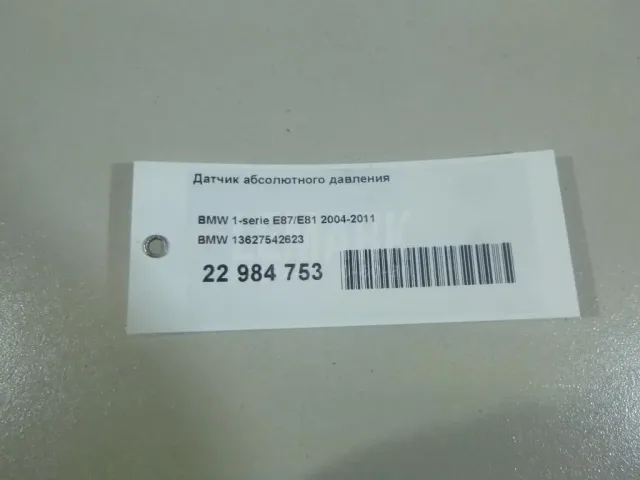 Датчик абсолютного давления
BMW 1-serie E87/E81 2004-2011
BMW 13627542623
22 984 753